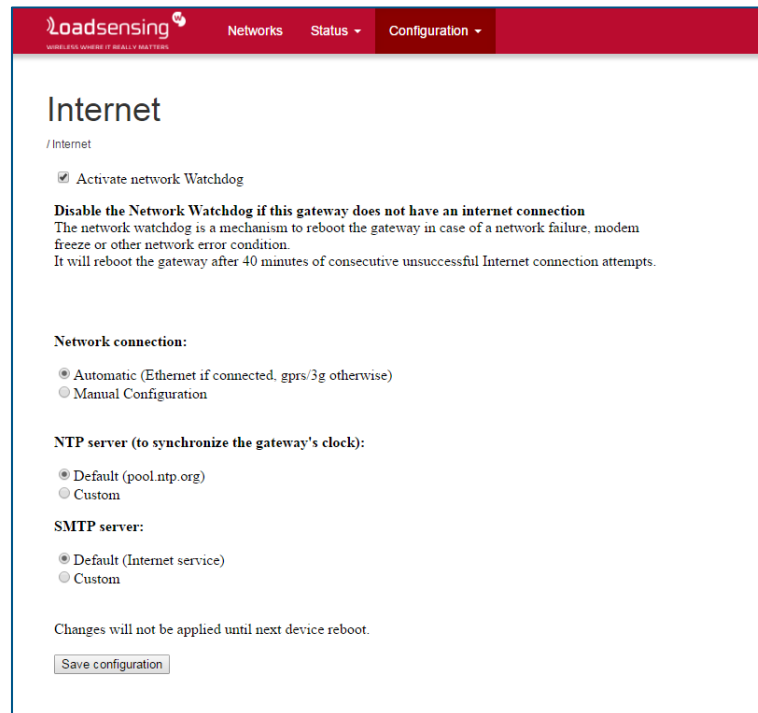 Loadsensing
WIRELESS WHERE IT REALLY MATTERS
Networks Status Configuration
Internet
/ Internet
Activate network Watchdog
Disable the Network Watchdog if this gateway does not have an internet connection
The network watchdog is a mechanism to reboot the gateway in case of a network failure, modem
freeze or other network error condition.
It will reboot the gateway after 40 minutes of consecutive unsuccessful Internet connection attempts.
Network connection:
Automatic (Ethernet if connected, gprs/3g otherwise)
Manual Configuration
NTP server (to synchronize the gateway's clock):
Default (pool.ntp.org)
Custom
SMTP server:
Default (Internet service)
Custom
Changes will not be applied until next device reboot.
Save configuration